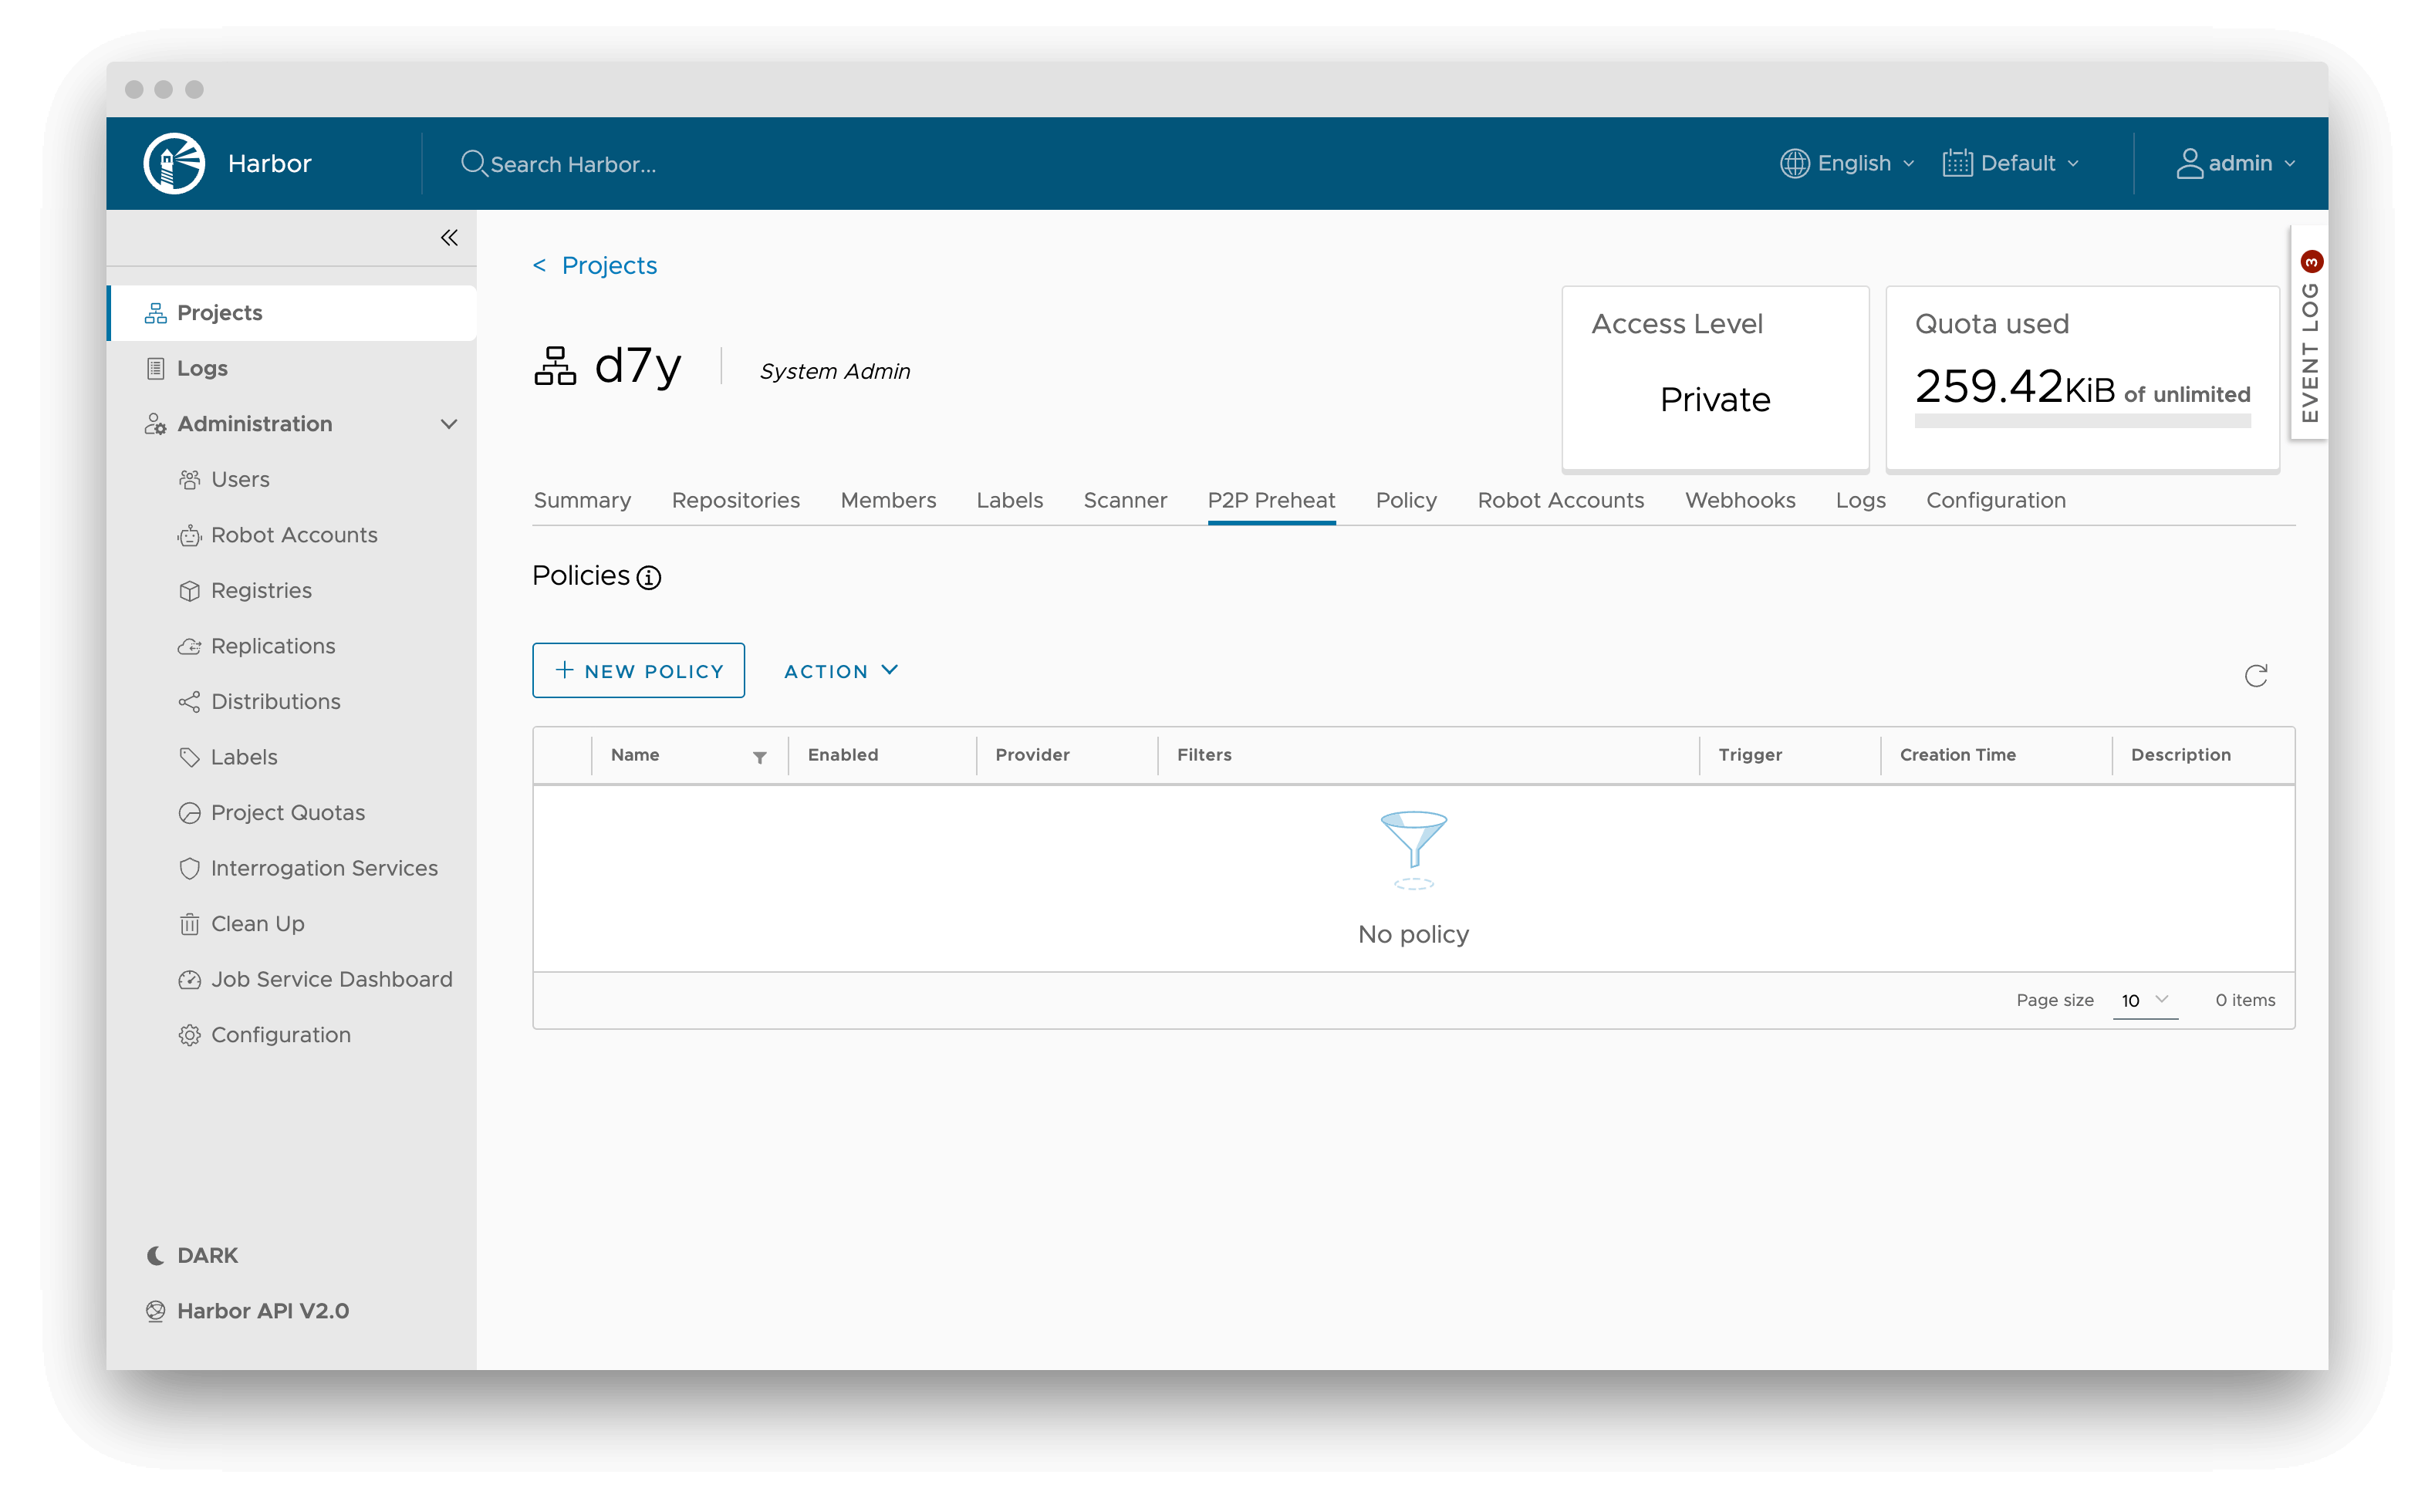 Harbor
Search Harbor...
English
Default
admin
Projects
Logs
Administration
Users
Robot Accounts
Registries
Replications
Distributions
Labels
Project Quotas
Interrogation Services
Clean Up
Job Service Dashboard
Configuration
DARK
Harbor API V2.0
< Projects
d7y
System Admin
Access Level
Private
Quota used
259.42KiB of unlimited
EVENT LOG 3
Summary Repositories Members Labels Scanner P2P Preheat Policy Robot Accounts Webhooks Logs Configuration
Policies
+ NEW POLICY
ACTION
Name Enabled Provider Filters Trigger Creation Time Description
No policy
Page size 10 0 items